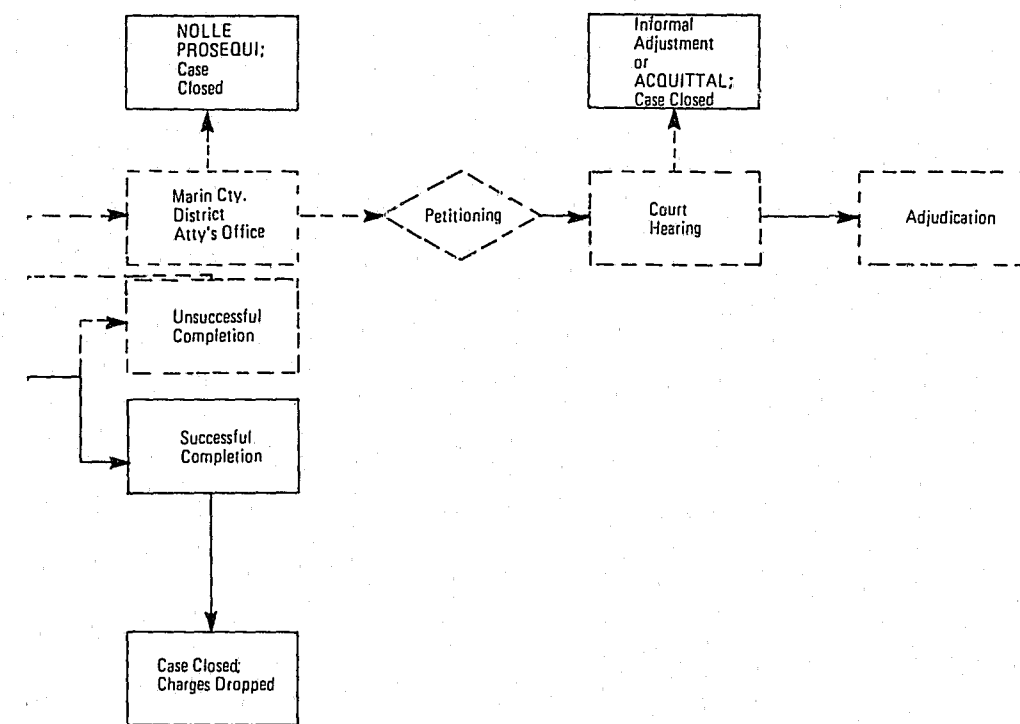 NOLLE
PROSEQUI;
Case
Closed
Informal
Adjustment
or
ACQUITTAL;
Case Closed
Marin Cty.
District
Atty's Office
Petitioning
Court
Hearing
Adjudication
Unsuccessful
Completion
Successful
Completion
Case Closed;
Charges Dropped